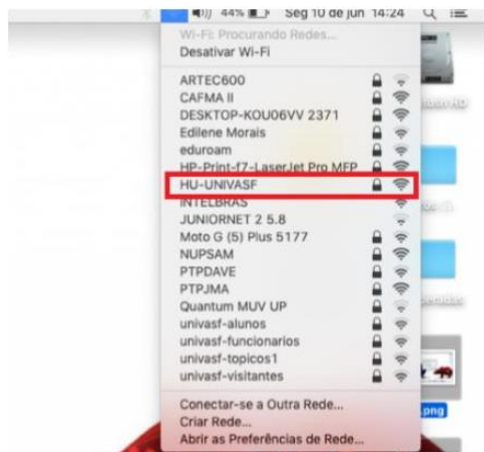 44% Seg 10 de jun 14:24
Wi-Fi: Procurando Redes...
Desativar Wi-Fi
ARTEC600
CAFMA II
DESKTOP-KOU06VV 2371
Edilene Morais
eduroam
HP-Print-f7-LaserJet Pro MFP
HU-UNIVASF
INTELBRAS
JUNIORNET 2 5.8
Moto G (5) Plus 5177
NUPSAM
PTPDAVE
PTPJMA
Quantum MUV UP
univasf-alunos
univasf-funcionarios
univasf-topicos1
univasf-visitantes
Conectar-se a Outra Rede...
Criar Rede...
.png
Abrir as Preferências de Rede...